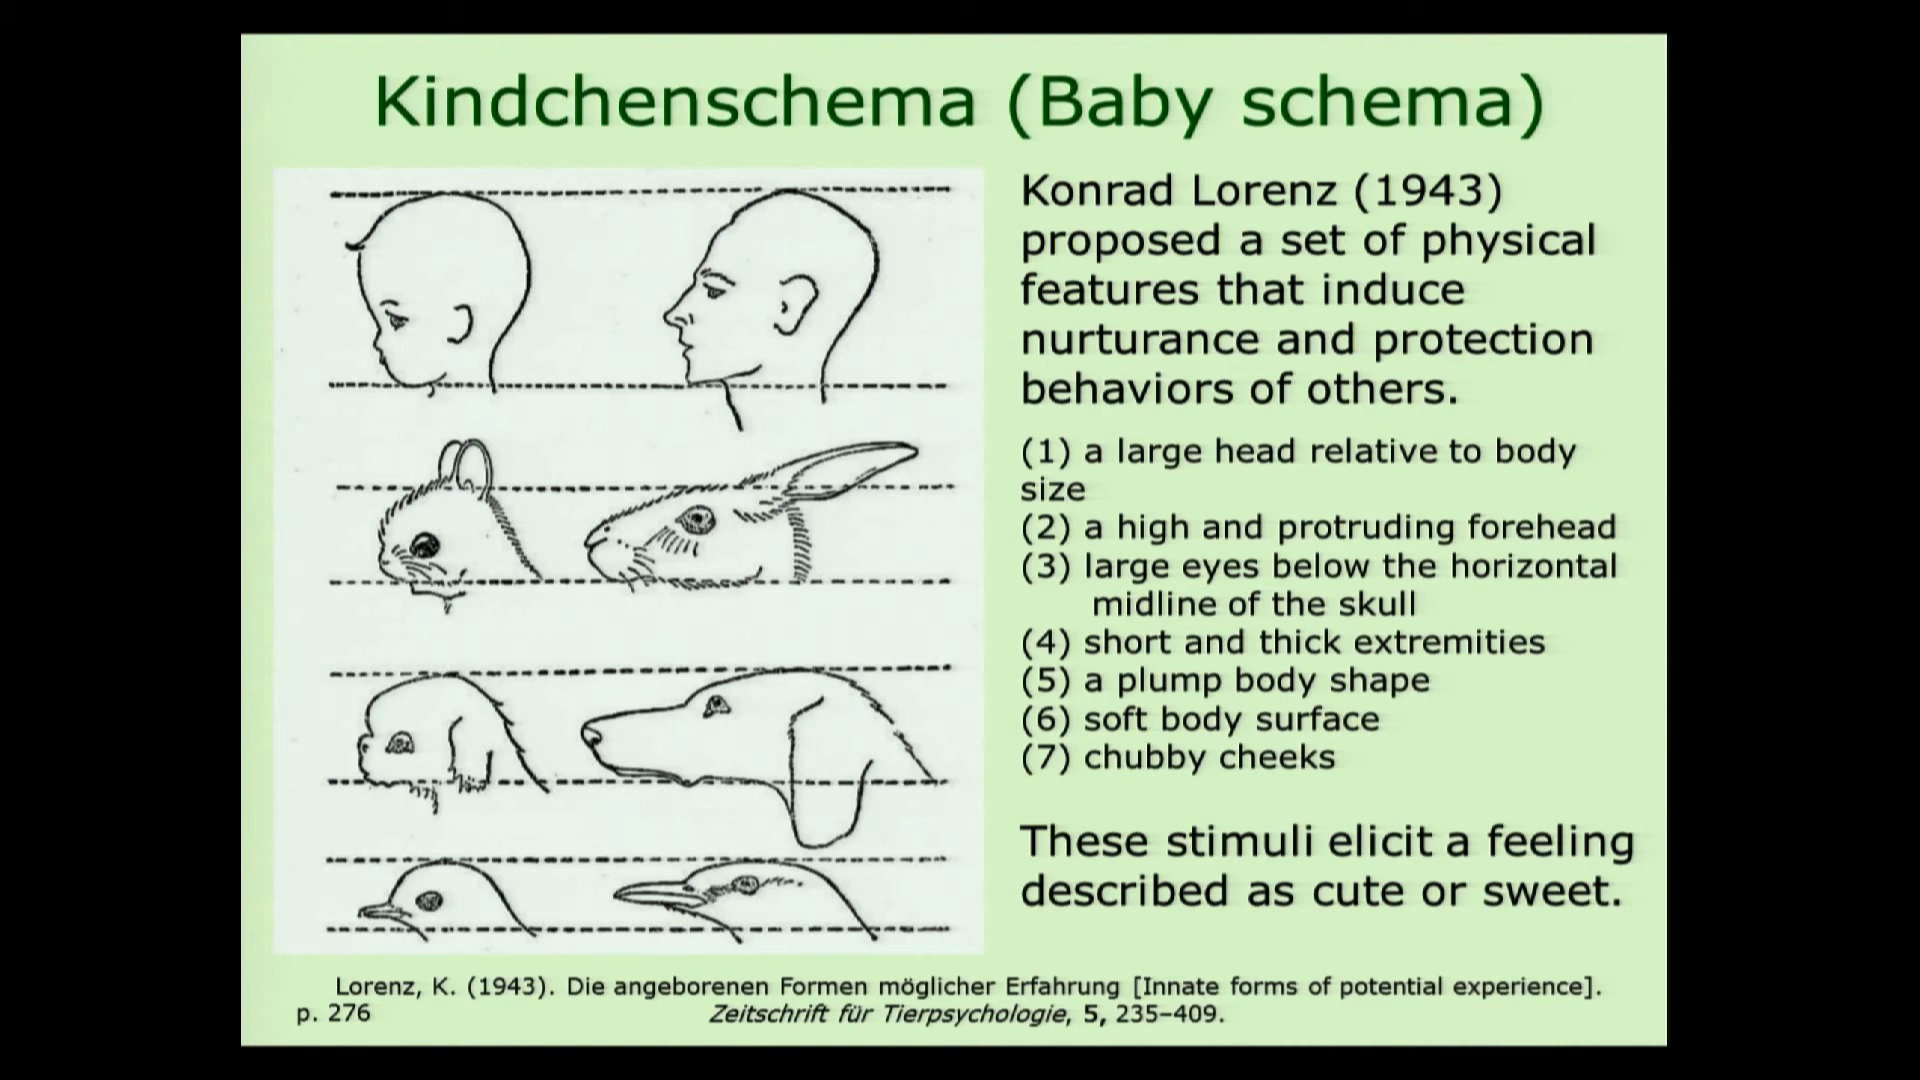 Kindchenschema (Baby schema)
Konrad Lorenz (1943)
proposed a set of physical
features that induce
nurturance and protection
behaviors of others.
(1) a large head relative to body
size
(2) a high and protruding forehead
(3) large eyes below the horizontal
midline of the skull
(4) short and thick extremities
(5) a plump body shape
(6) soft body surface
(7) chubby cheeks
These stimuli elicit a feeling
described as cute or sweet.
Lorenz, K. (1943). Die angeborenen Formen möglicher Erfahrung [Innate forms of potential experience].
p. 276
Zeitschrift für Tierpsychologie, 5, 235–409.